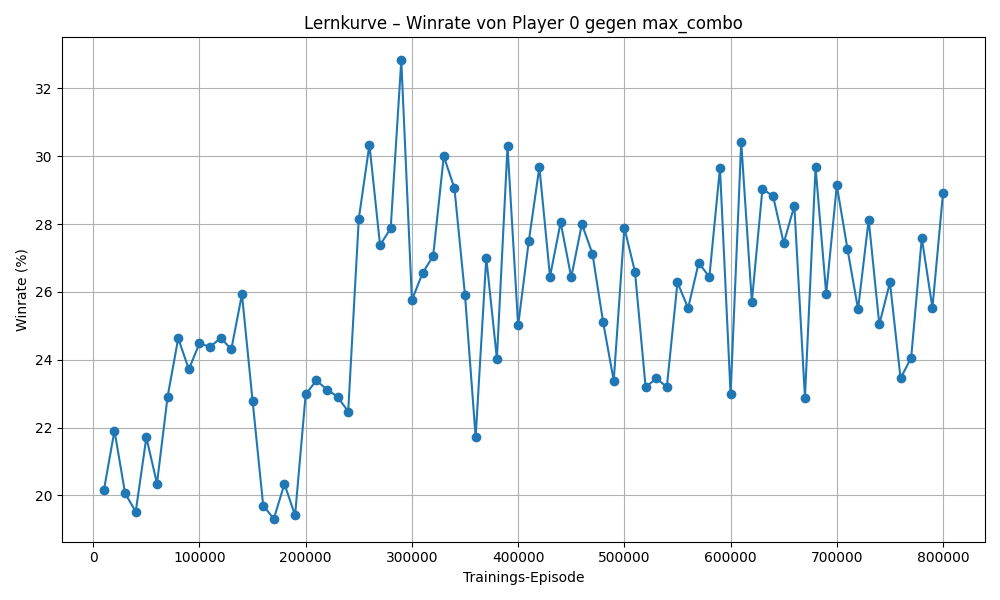 Lernkurve – Winrate von Player 0 gegen max_combo
Winrate (%)
32
30
28
26
24
22
20
0 100000 200000 300000 400000 500000 600000 700000 800000
Trainings-Episode